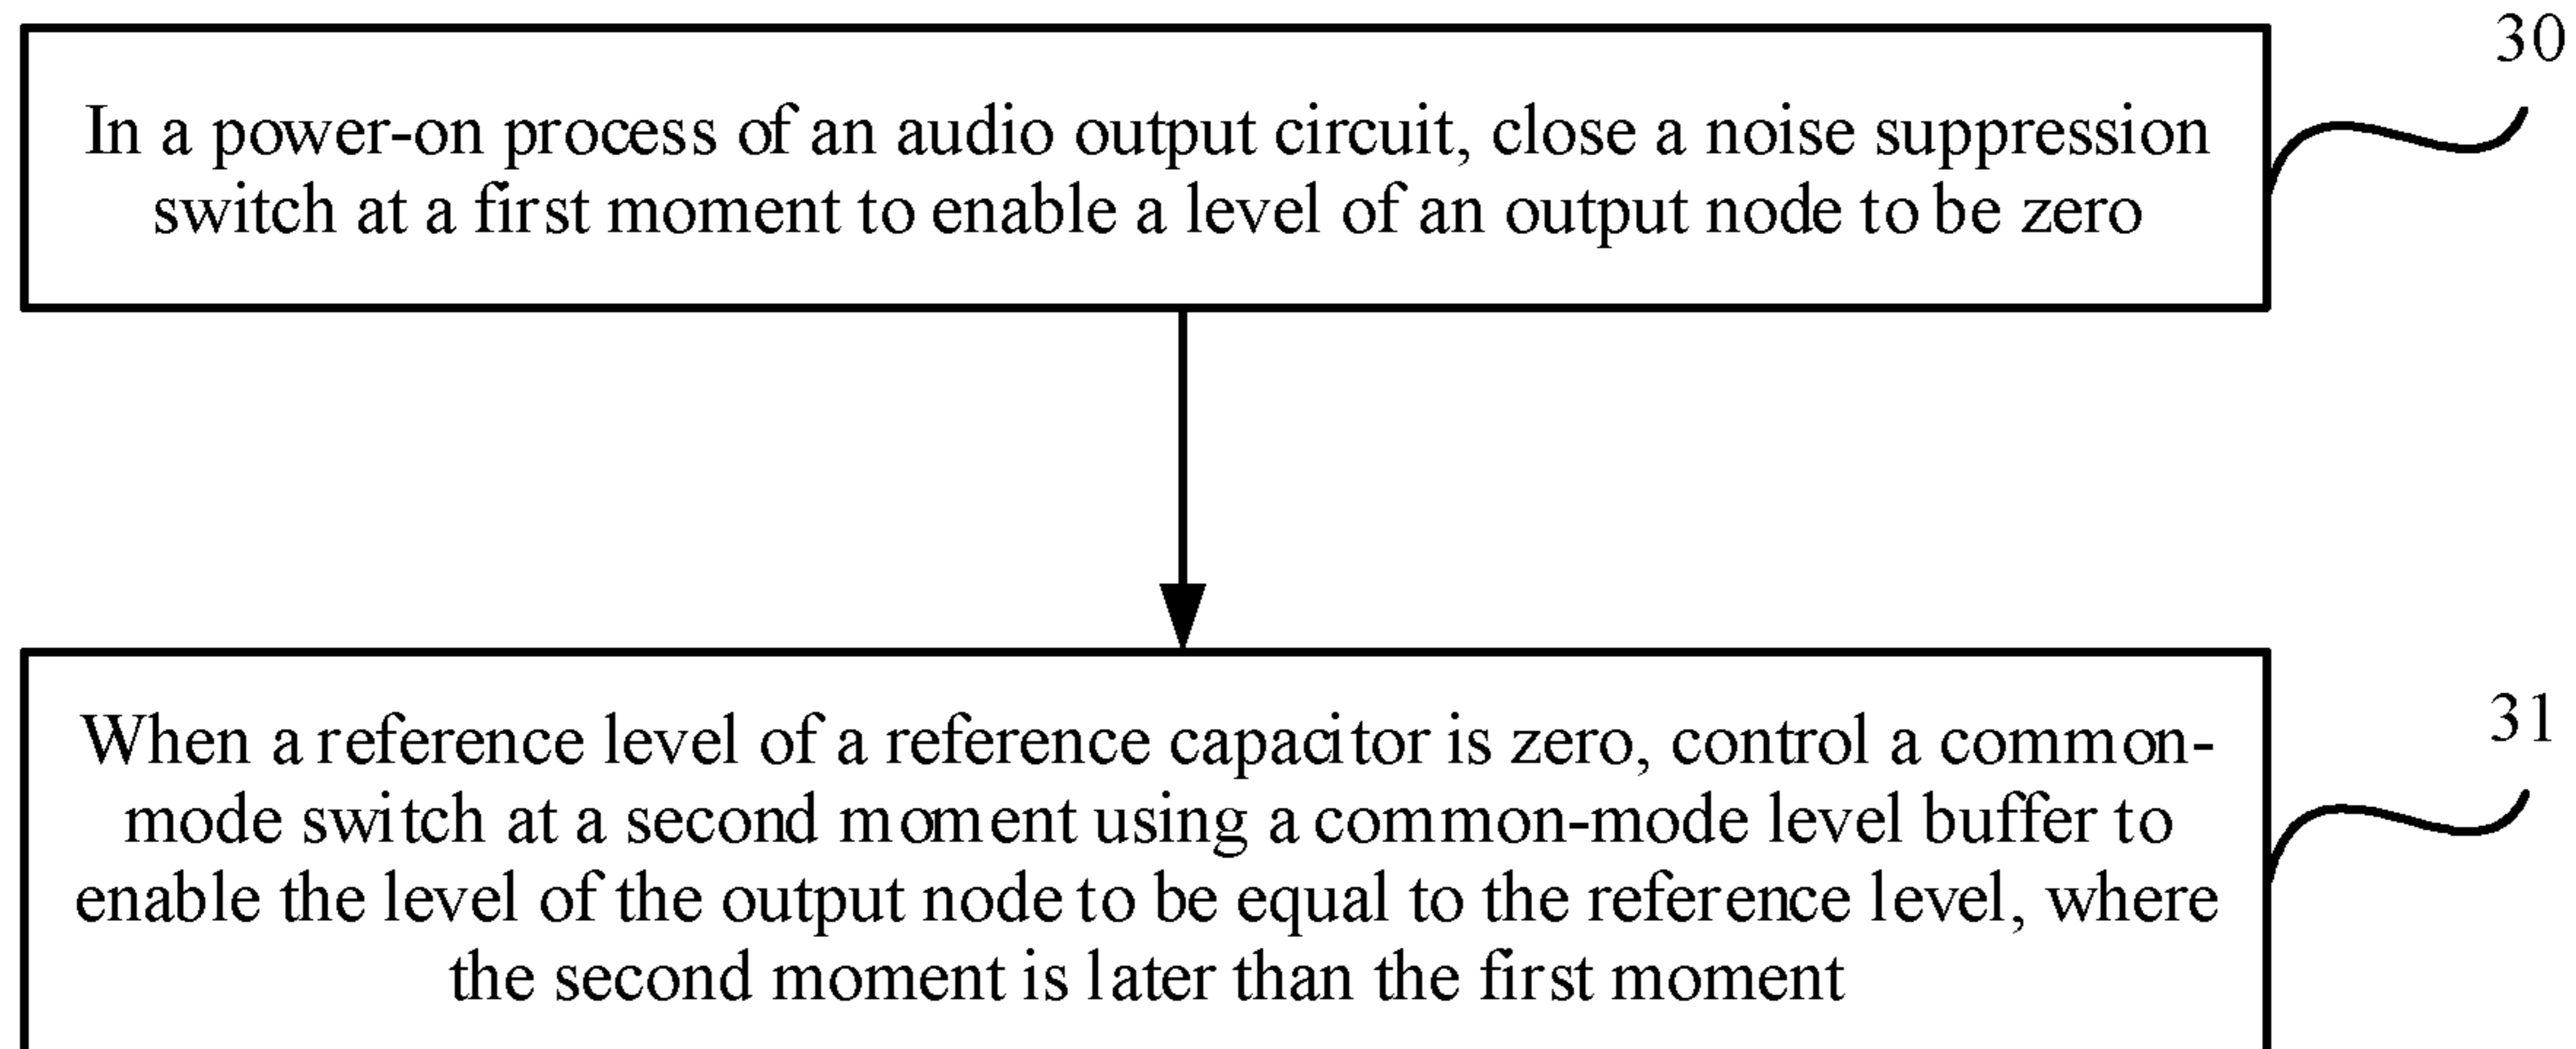 30
In a power-on process of an audio output circuit, close a noise suppression
switch at a first moment to enable a level of an output node to be zero
31
When a reference level of a reference capacitor is zero, control a common-
mode switch at a second moment using a common-mode level buffer to
enable the level of the output node to be equal to the reference level, where
the second moment is later than the first moment